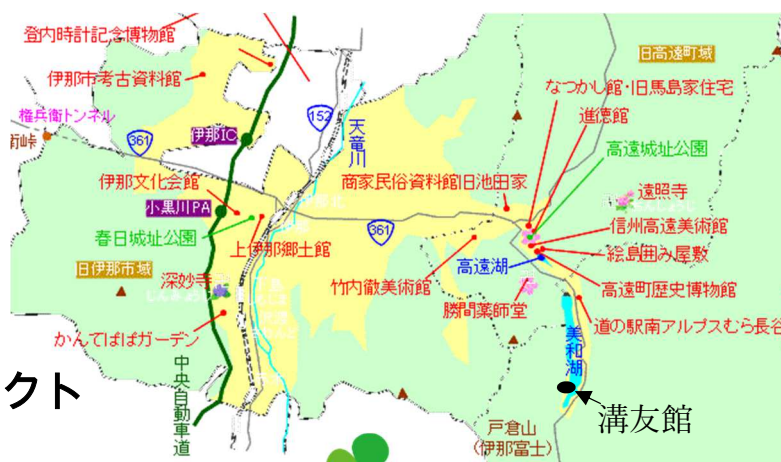 登内時計記念博物館
伊那市考古資料館
権兵衛トンネル
361
伊那IC
152
天竜川
旧高遠町域
なつかし館・旧馬島家住宅
進徳館
高遠城址公園
伊那文化会館
商家民俗資料館旧池田家
遠照寺
小黒川PA
春日城址公園
上伊那郷土館
361
信州高遠美術館
絵島囲み屋敷
旧伊那市域
深妙寺
竹内徹美術館
高遠湖
高遠町歴史博物館
勝間薬師堂
道の駅南アルプスむら長谷
かんてぱぱガーデン
美和湖
中央自動車道
クト
溝友館
戸倉山
(伊那富士)